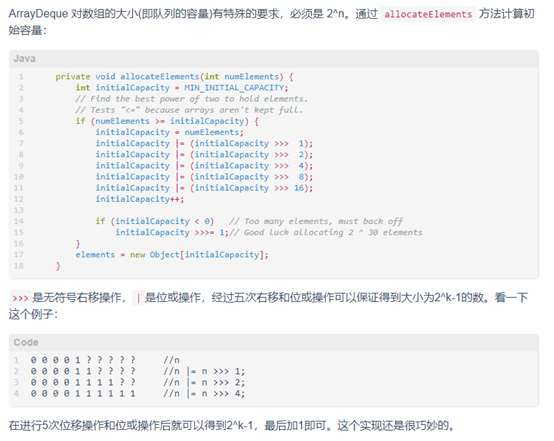 ArrayDeque 对数组的大小(即队列的容量)有特殊的要求，必须是 2^n。通过 allocateElements 方法计算初
始容量：
Java
1 private void allocateElements(int numElements) {
2 int initialCapacity = MIN_INITIAL_CAPACITY;
3 // Find the best power of two to hold elements.
4 // Tests "<=" because arrays aren't kept full.
5 if (numElements >= initialCapacity) {
6 initialCapacity = numElements;
7 initialCapacity |= (initialCapacity >>> 1);
8 initialCapacity |= (initialCapacity >>> 2);
9 initialCapacity |= (initialCapacity >>> 4);
10 initialCapacity |= (initialCapacity >>> 8);
11 initialCapacity |= (initialCapacity >>> 16);
12 initialCapacity++;
13
14 if (initialCapacity < 0) // Too many elements, must back off
15 initialCapacity >>>= 1;// Good luck allocating 2 ^ 30 elements
16 }
17 elements = new Object[initialCapacity];
18 }
>>> 是无符号右移操作， | 是位或操作，经过五次右移和位或操作可以保证得到大小为2^k-1的数。看一下
这个例子：
Code
1 0 0 0 0 1 ? ? ? ? ? //n
2 0 0 0 0 1 1 ? ? ? ? //n |= n >>> 1;
3 0 0 0 0 1 1 1 1 ? ? //n |= n >>> 2;
4 0 0 0 0 1 1 1 1 1 1 //n |= n >>> 4;
在进行5次位移操作和位或操作后就可以得到2^k-1，最后加1即可。这个实现还是很巧妙的。